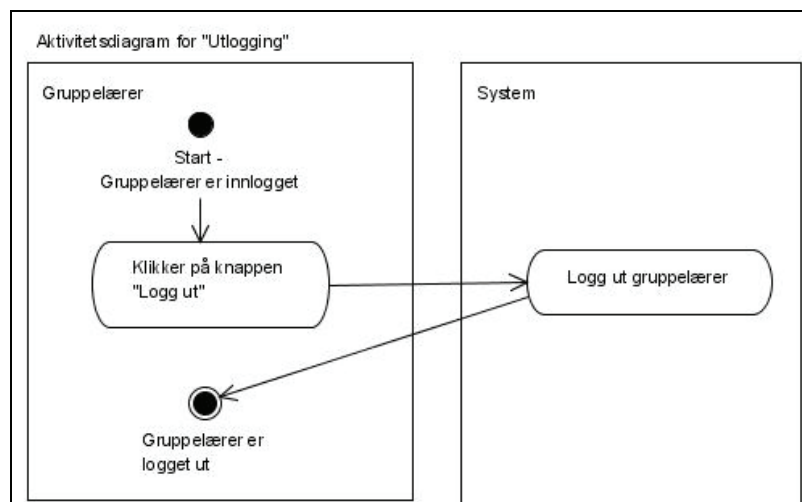 Aktivitetsdiagram for "Utlogging"
Gruppelærer
System
Start -
Gruppelærer er innlogget
Klikker på knappen
"Logg ut"
Logg ut gruppelærer
Gruppelærer er
logget ut